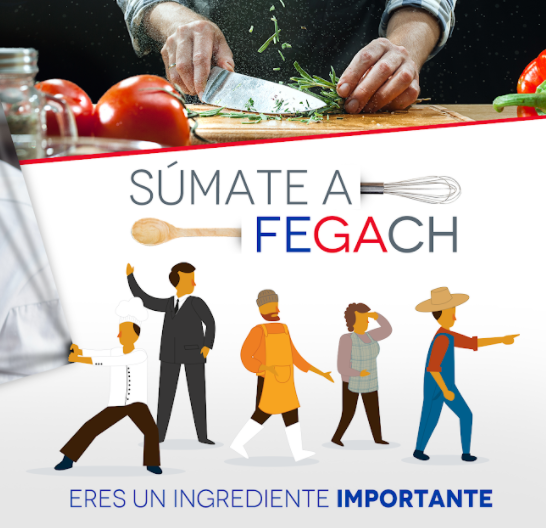 SÚMATE A
FEGACH
ERES UN INGREDIENTE IMPORTANTE